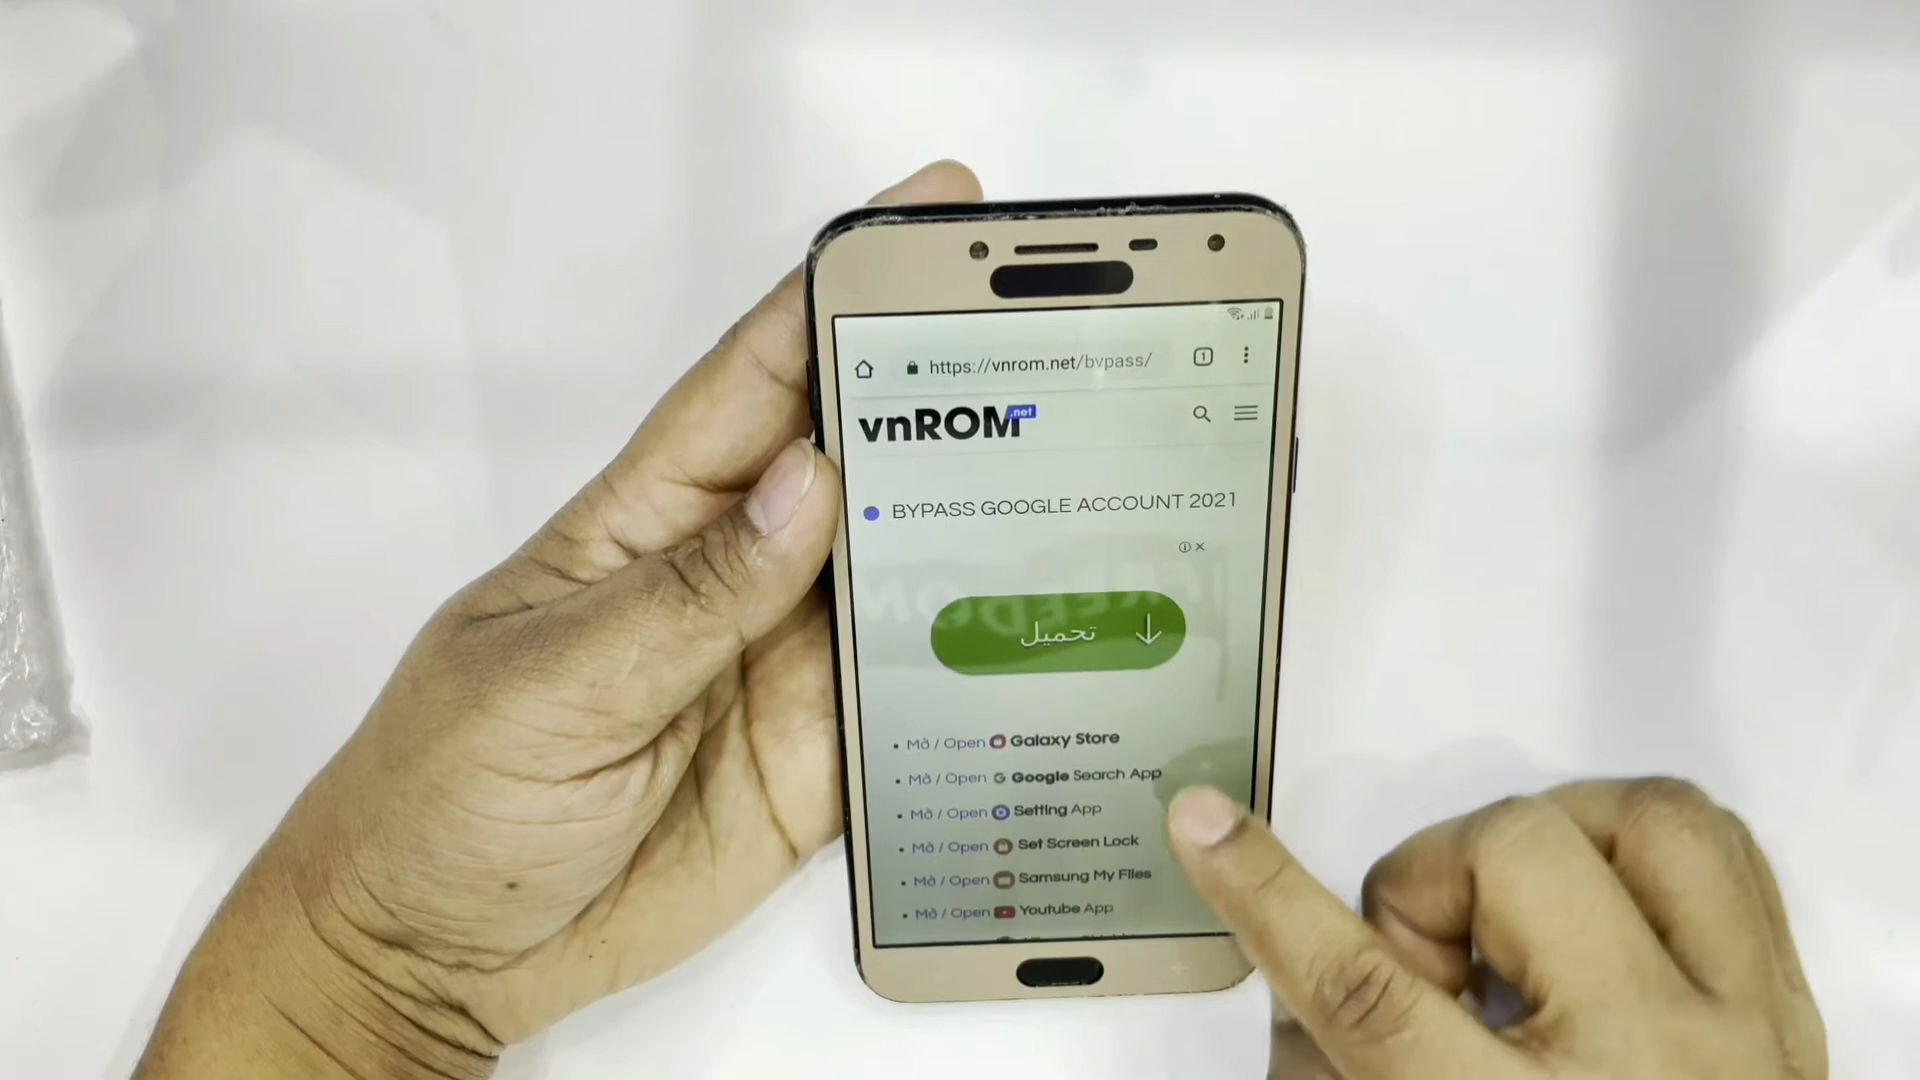 1
https://vnrom.net/bypass/
vnROM .net
BYPASS GOOGLE ACCOUNT 2021
FREEDOM
تحميل
Mở / Open Galaxy Store
Mở / Open G Google Search App
Mở / Open Setting App
Mở / Open Set Screen Lock
Mở / Open Samsung My Files
Mở / Open Youtube App